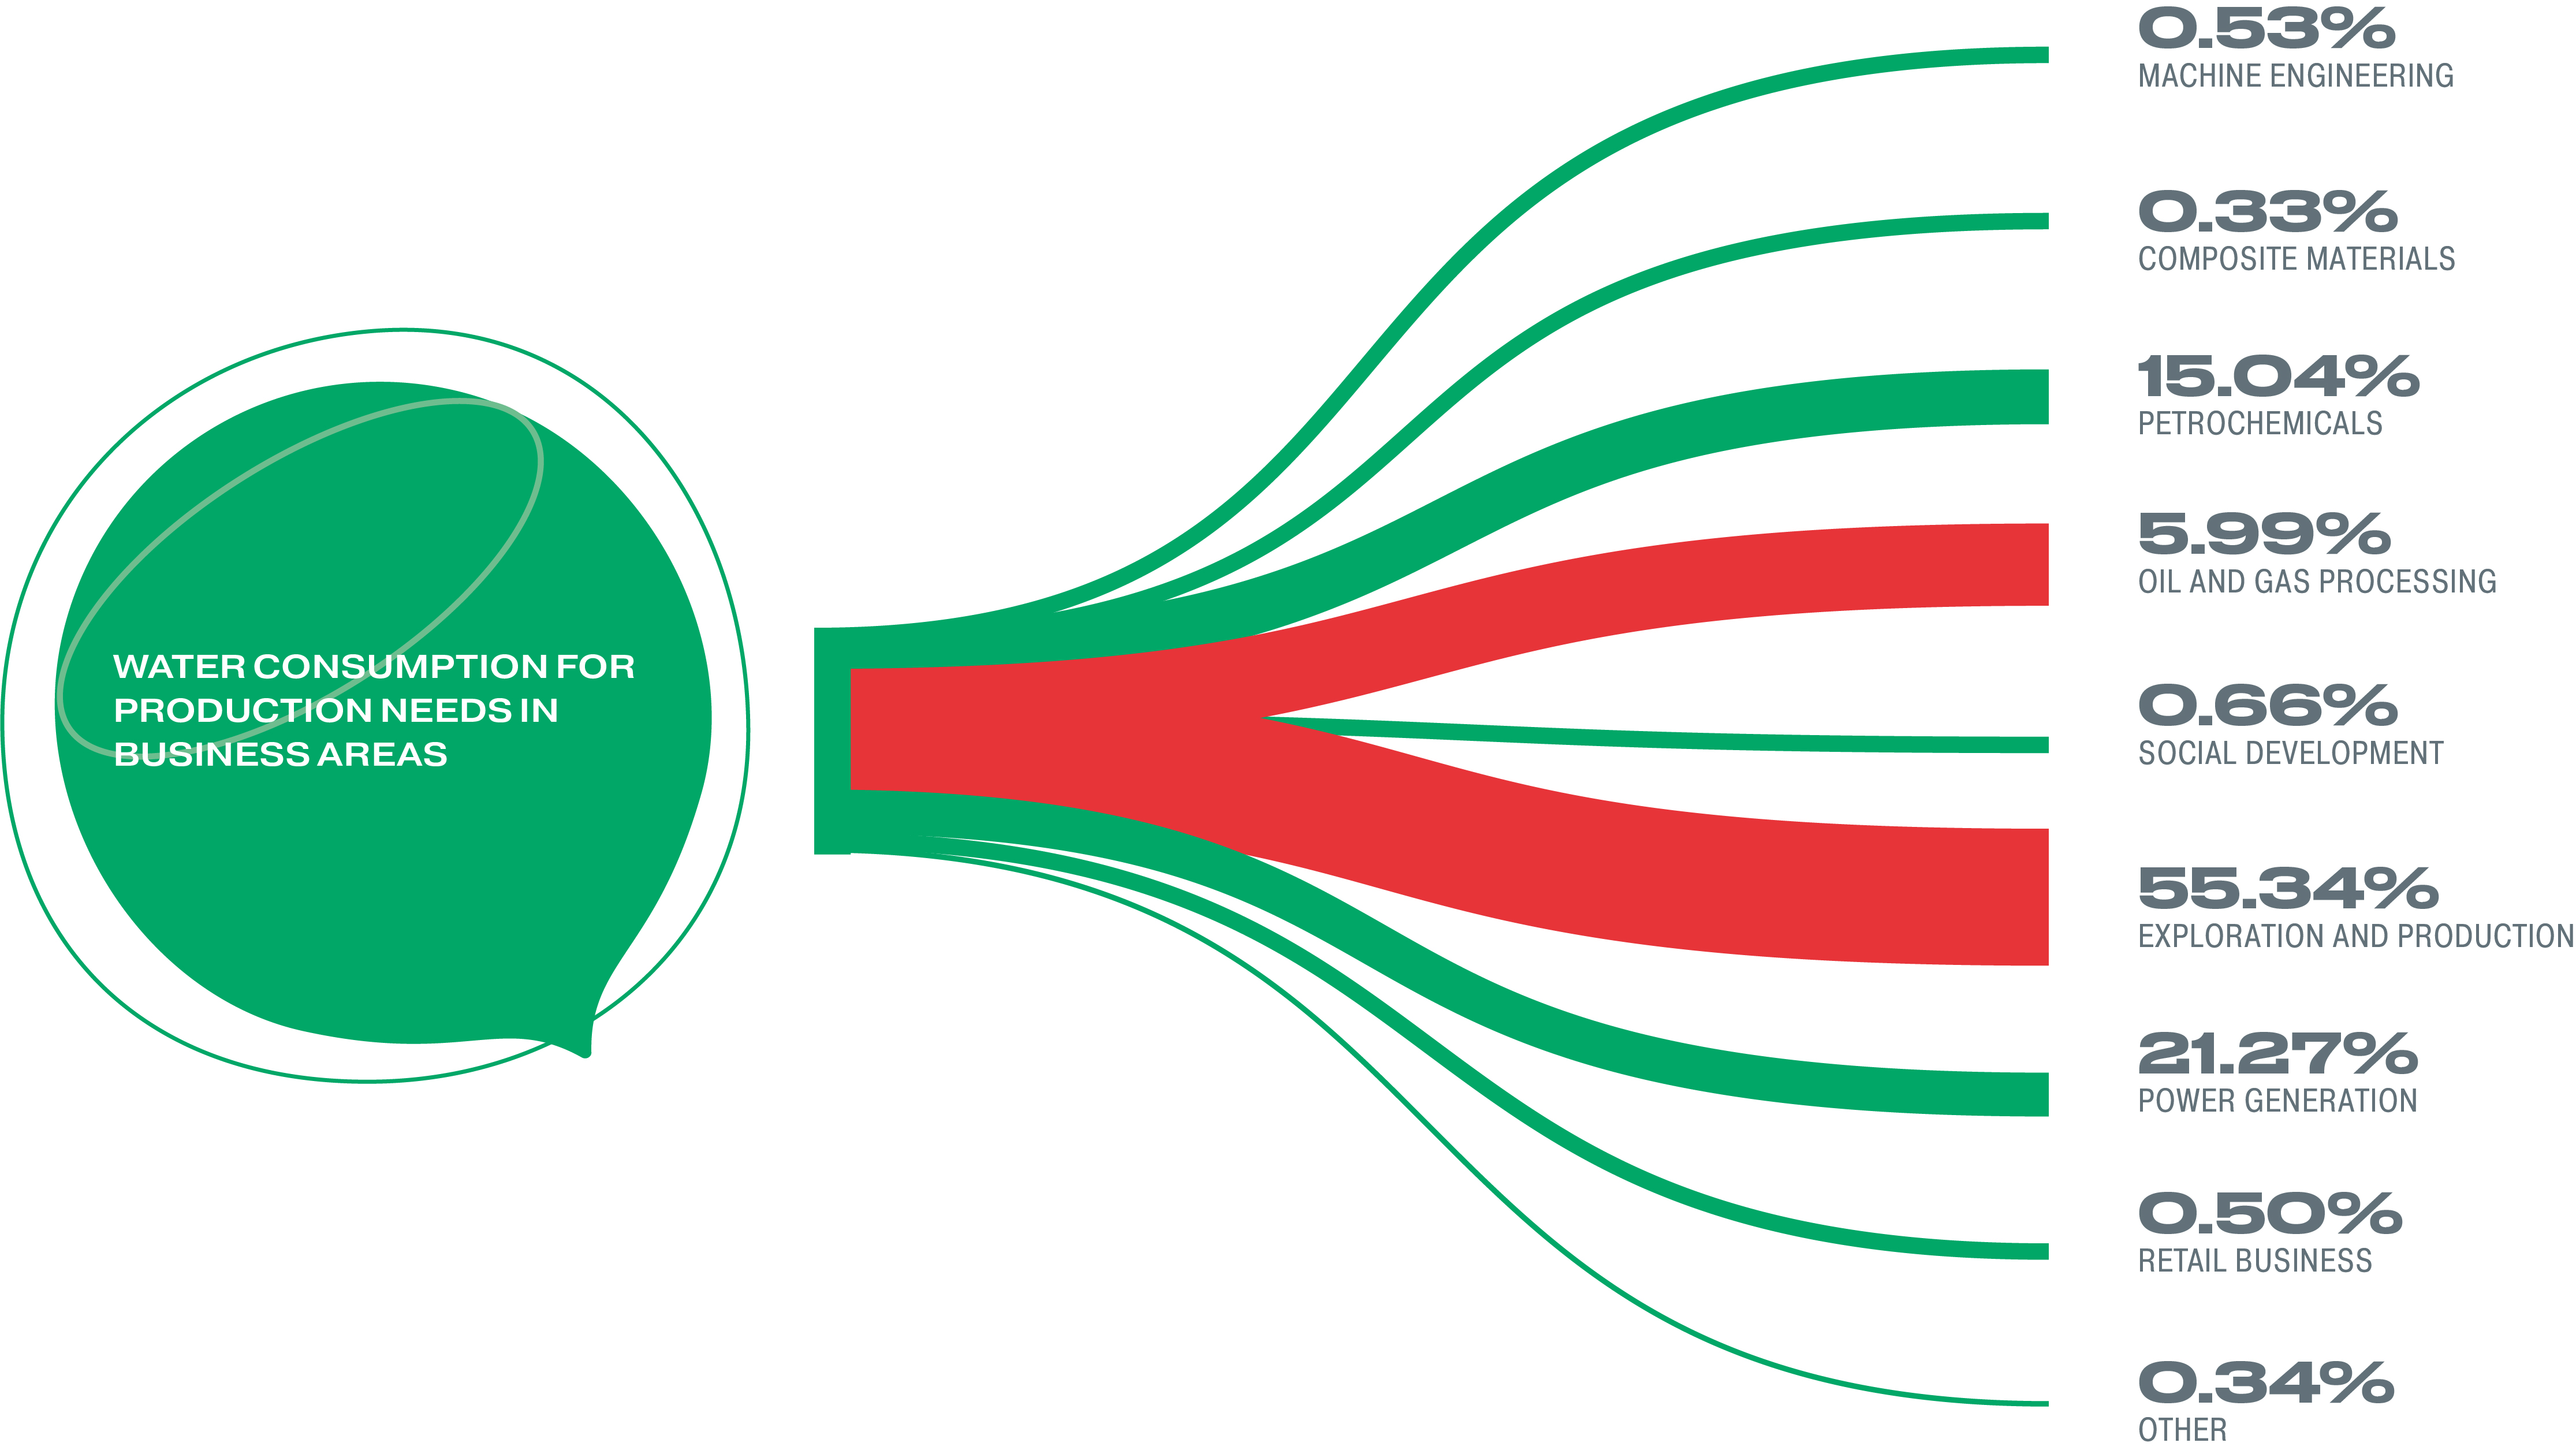 WATER CONSUMPTION FOR
PRODUCTION NEEDS IN
BUSINESS AREAS
0.53%
MACHINE ENGINEERING
0.33%
COMPOSITE MATERIALS
15.04%
PETROCHEMICALS
5.99%
OIL AND GAS PROCESSING
0.66%
SOCIAL DEVELOPMENT
55.34%
EXPLORATION AND PRODUCTION
21.27%
POWER GENERATION
0.50%
RETAIL BUSINESS
0.34%
OTHER